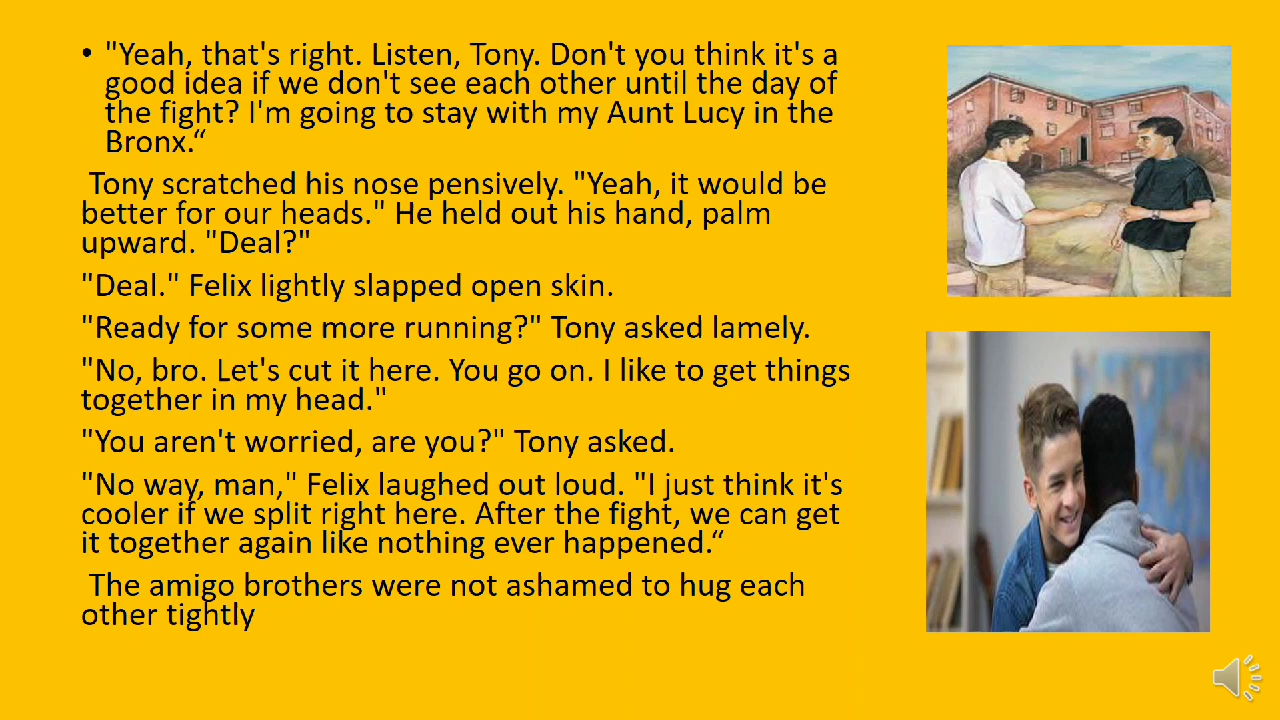 • "Yeah, that's right. Listen, Tony. Don't you think it's a
good idea if we don't see each other until the day of
the fight? I'm going to stay with my Aunt Lucy in the
Bronx.“
Tony scratched his nose pensively. "Yeah, it would be
better for our heads." He held out his hand, palm
upward. "Deal?"
"Deal." Felix lightly slapped open skin.
"Ready for some more running?" Tony asked lamely.
"No, bro. Let's cut it here. You go on. I like to get things
together in my head."
"You aren't worried, are you?" Tony asked.
"No way, man," Felix laughed out loud. "I just think it's
cooler if we split right here. After the fight, we can get
it together again like nothing ever happened.“
The amigo brothers were not ashamed to hug each
other tightly